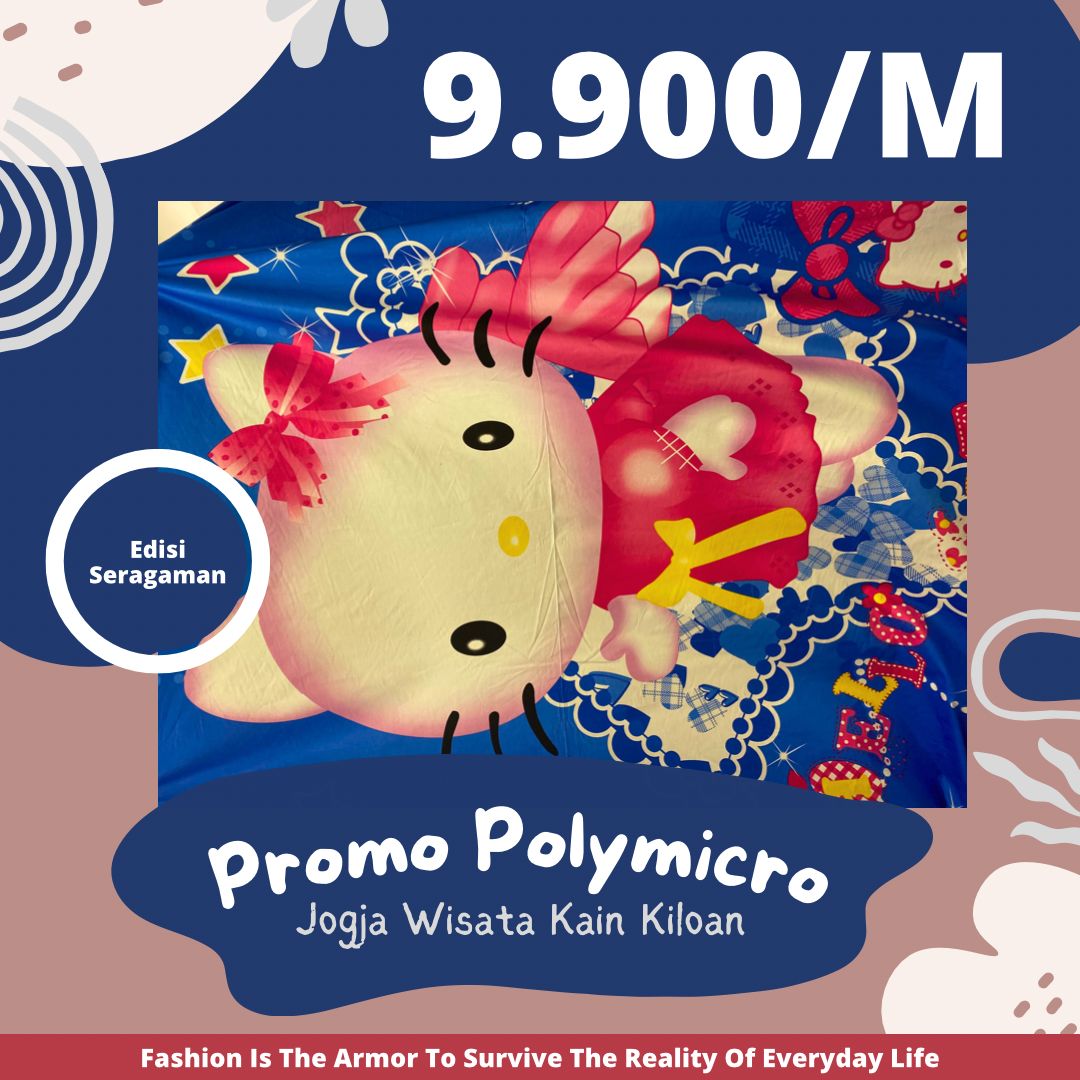 9.900/M
Edisi
Seragaman
HELLO
Promo Polymicro
Jogja Wisata Kain Kiloan
Fashion Is The Armor To Survive The Reality Of Everyday Life